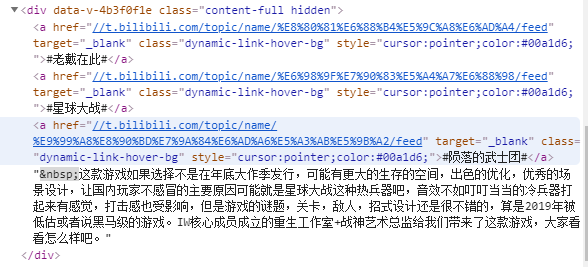 <div data-v-4b3f0f1e class="content-full hidden">
<a href="//t.bilibili.com/topic/name/%E8%80%81%E6%88%B4%E5%9C%A8%E6%AD%A4/feed"
target="_blank" class="dynamic-link-hover-bg" style="cursor:pointer;color:#00a1d6;
">#老戴在此#</a>
<a href="//t.bilibili.com/topic/name/%E6%98%9F%E7%90%83%E5%A4%A7%E6%88%98/feed"
target="_blank" class="dynamic-link-hover-bg" style="cursor:pointer;color:#00a1d6;
">#星球大战#</a>
<a href="//t.bilibili.com/topic/name/
%E9%99%A8%E8%90%BD%E7%9A%84%E6%AD%A6%E5%A3%AB%E5%9B%A2/feed" target="_blank" class=
"dynamic-link-hover-bg" style="cursor:pointer;color:#00a1d6;">#陨落的武士团#</a>
"&nbsp;这款游戏如果选择不是在年底大作季发行，可能有更大的生存的空间，出色的优化，优秀的场
景设计，让国内玩家不感冒的主要原因可能就是星球大战这种热兵器吧，音效不如叮叮当当的冷兵器打
起来有感觉，打击感也受影响，但是游戏的谜题，关卡，敌人，招式设计还是很不错的，算是2019年被
低估或者说黑马级的游戏。IW核心成员成立的重生工作室+战神艺术总监给我们带来了这款游戏，大家看
看怎么样吧。"
</div>